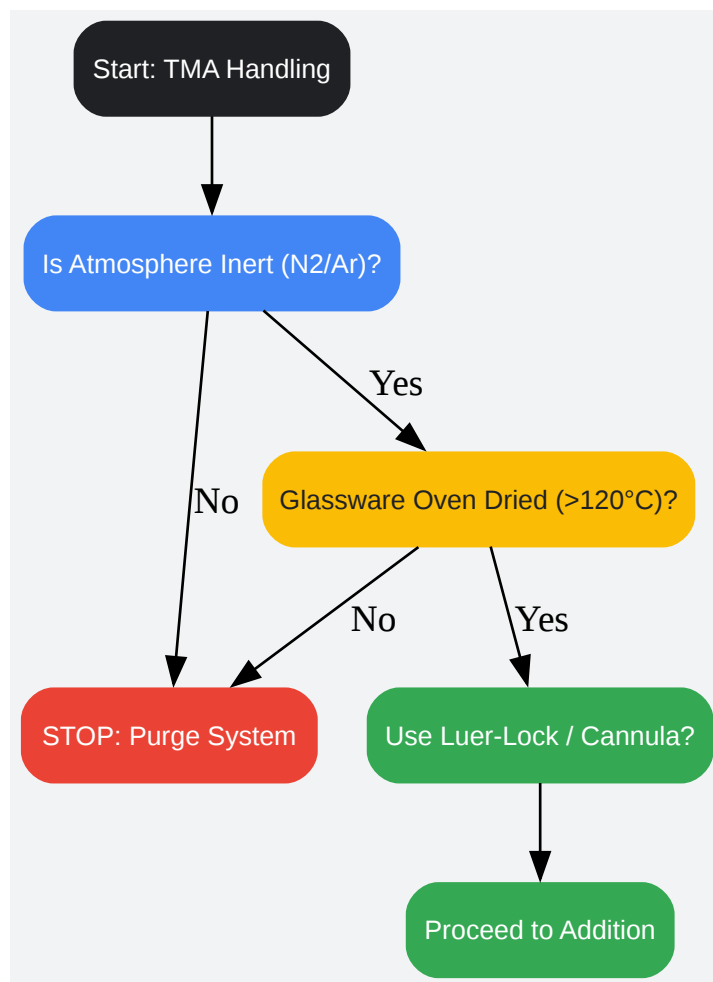 Start: TMA Handling
Is Atmosphere Inert (N2/Ar)?
Yes
Glassware Oven Dried (>120°C)?
No
No
Yes
STOP: Purge System
Use Luer-Lock / Cannula?
Proceed to Addition